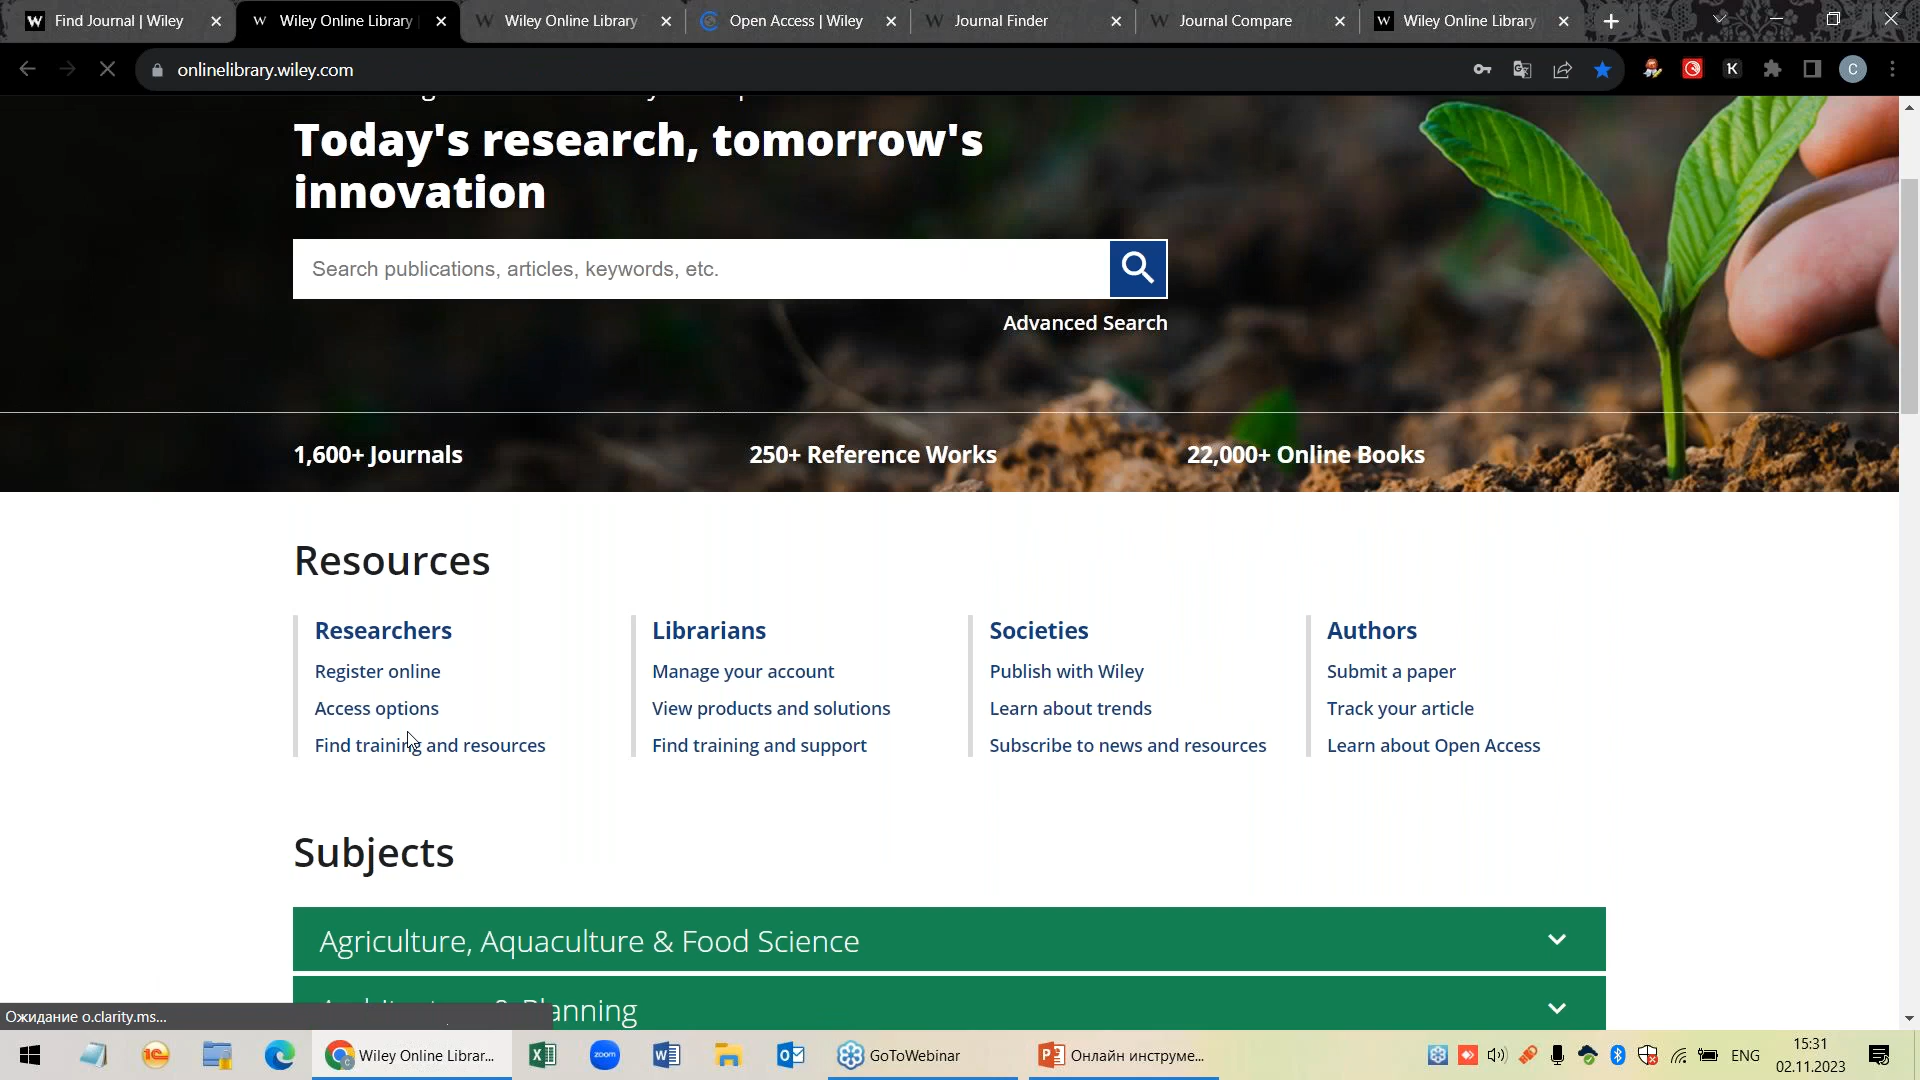 Find Journal | Wiley
Wiley Online Library
Wiley Online Library
Open Access | Wiley
Journal Finder
Journal Compare
Wiley Online Library
onlinelibrary.wiley.com
K
C
Today's research, tomorrow's
innovation
Search publications, articles, keywords, etc.
Advanced Search
1,600+ Journals
250+ Reference Works
22,000+ Online Books
Resources
Researchers
Register online
Access options
Find training and resources
Librarians
Manage your account
View products and solutions
Find training and support
Societies
Publish with Wiley
Learn about trends
Subscribe to news and resources
Authors
Submit a paper
Track your article
Learn about Open Access
Subjects
Agriculture, Aquaculture & Food Science
Planning
Ожидание o.clarity.ms...
Wiley Online Librar...
zoom
GoToWebinar
Онлайн инструме...
ENG
15:31
02.11.2023